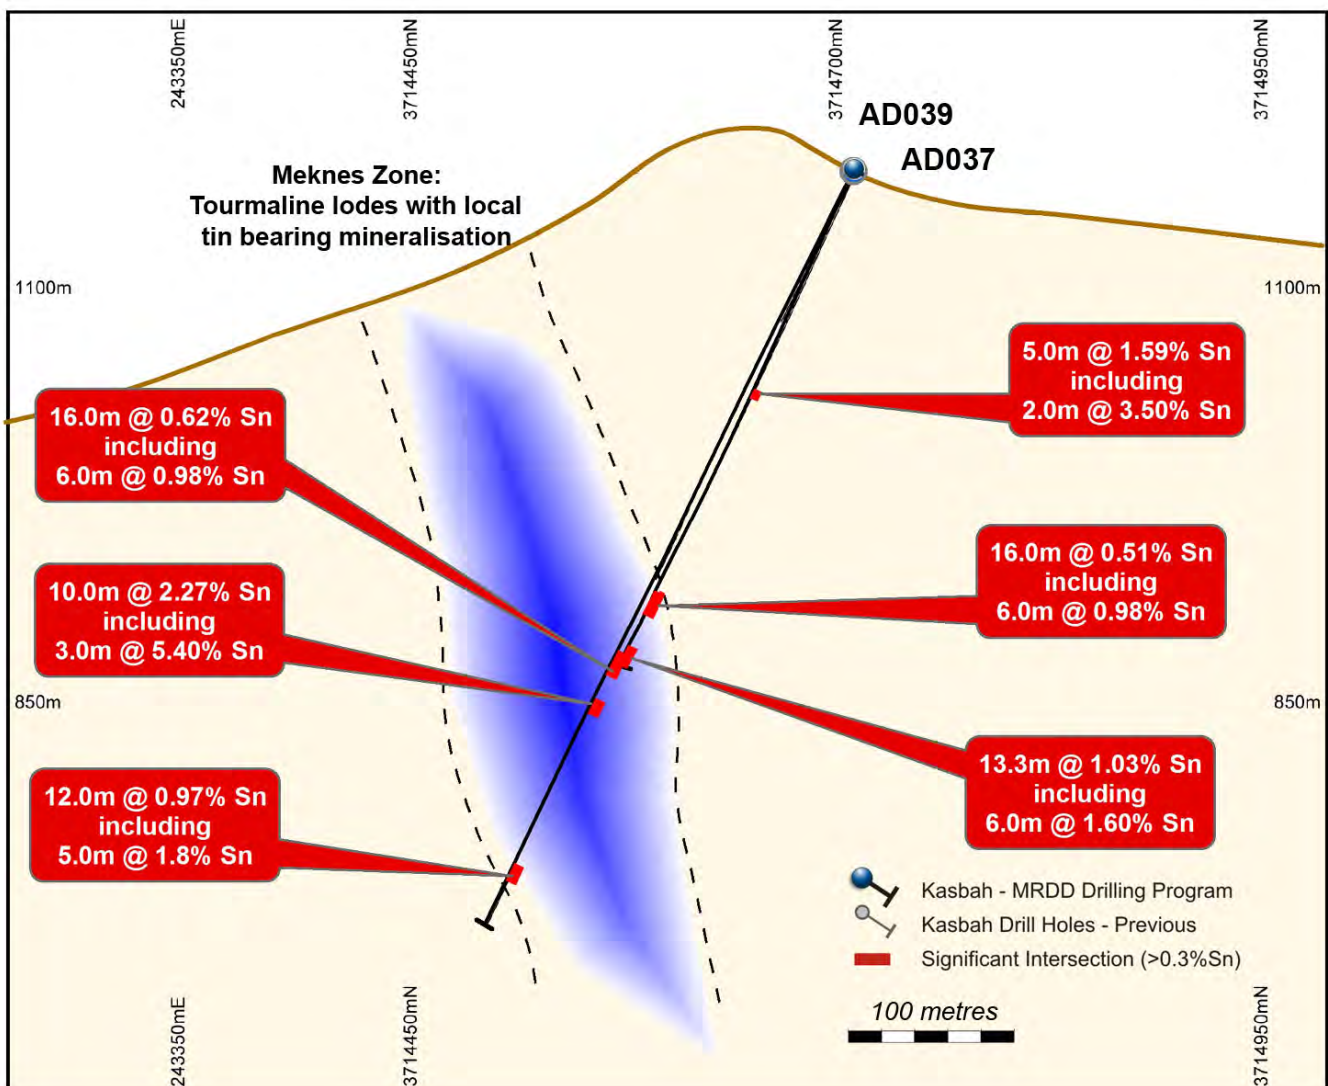 243350mE
3714450mN
3714700mN
3714950mN
AD039
AD037
Meknes Zone:
Tourmaline lodes with local
tin bearing mineralisation
1100m
1100m
5.0m @ 1.59% Sn
including
2.0m @ 3.50% Sn
16.0m @ 0.62% Sn
including
6.0m @ 0.98% Sn
16.0m @ 0.51% Sn
including
6.0m @ 0.98% Sn
10.0m @ 2.27% Sn
including
3.0m @ 5.40% Sn
850m
850m
13.3m @ 1.03% Sn
including
6.0m @ 1.60% Sn
12.0m @ 0.97% Sn
including
5.0m @ 1.8% Sn
Kasbah - MRDD Drilling Program
Kasbah Drill Holes - Previous
Significant Intersection (>0.3%Sn)
100 metres
243350mE
3714450mN
3714950mN